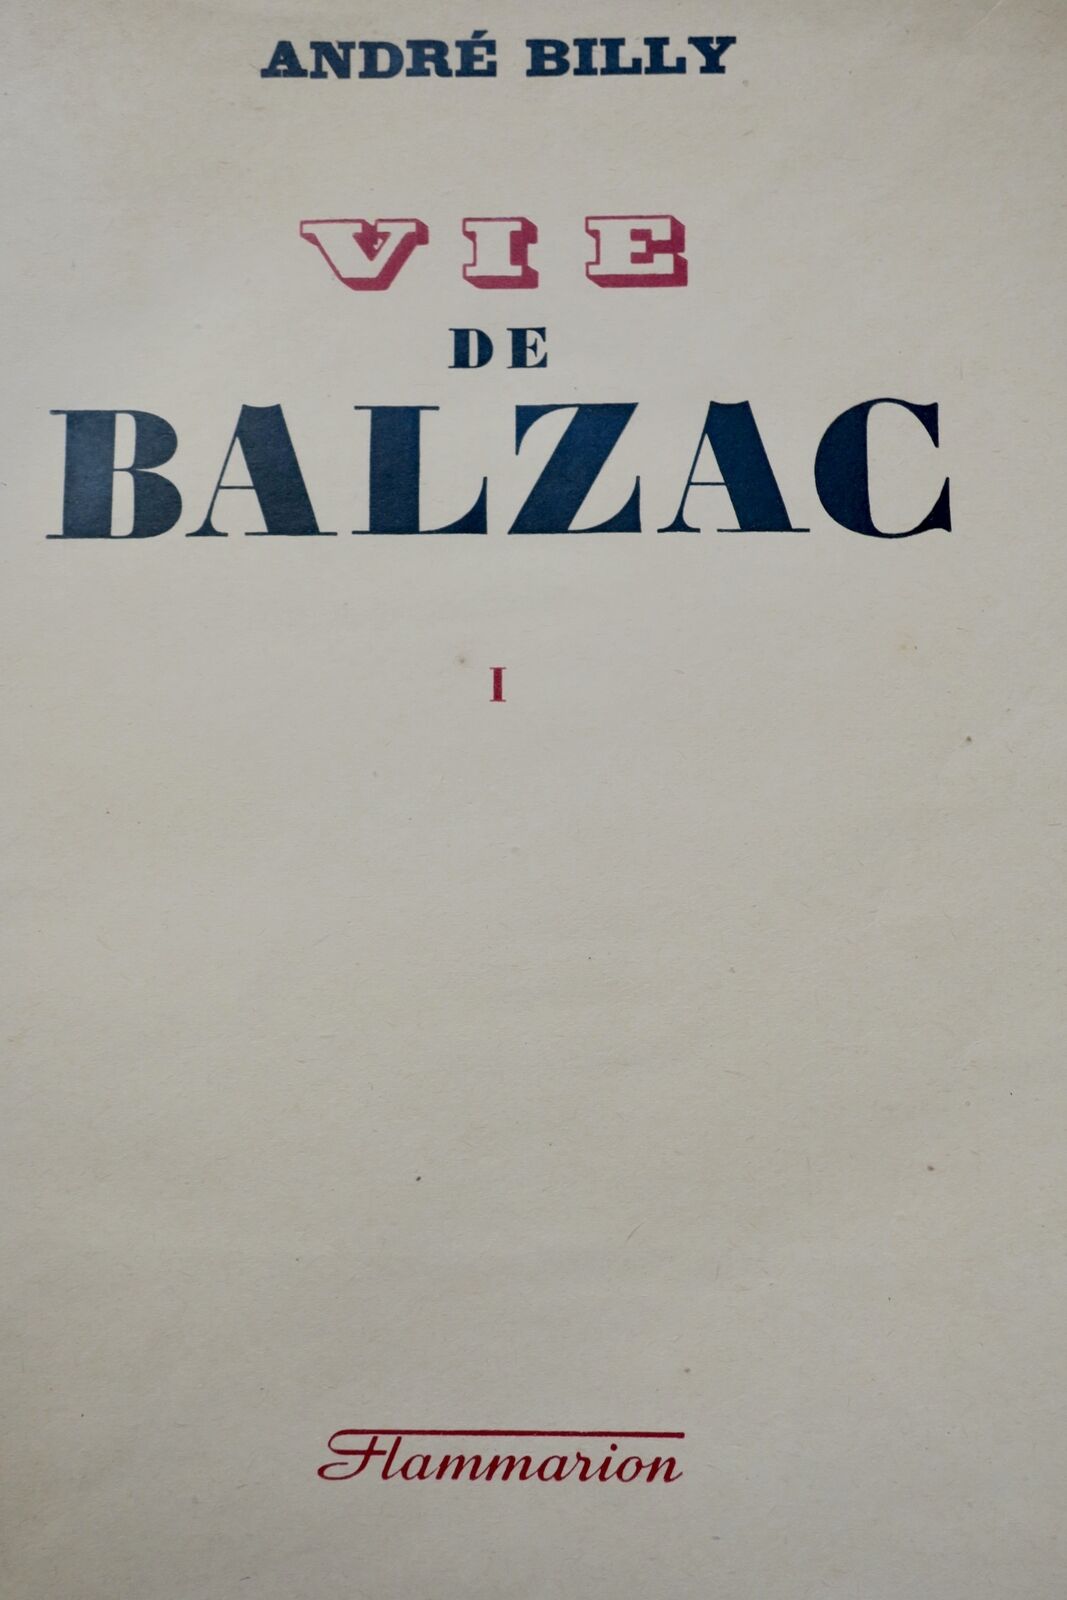 ANDRÉ BILLY
VIE
DE
BALZAC
I
Flammarion